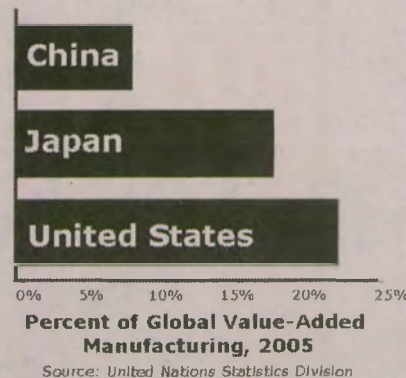 China
Japan
United States
0% 5% 10% 15% 20% 25%
Percent of Global Value-Added
Manufacturing, 2005
Source: United Nations Statistics Division